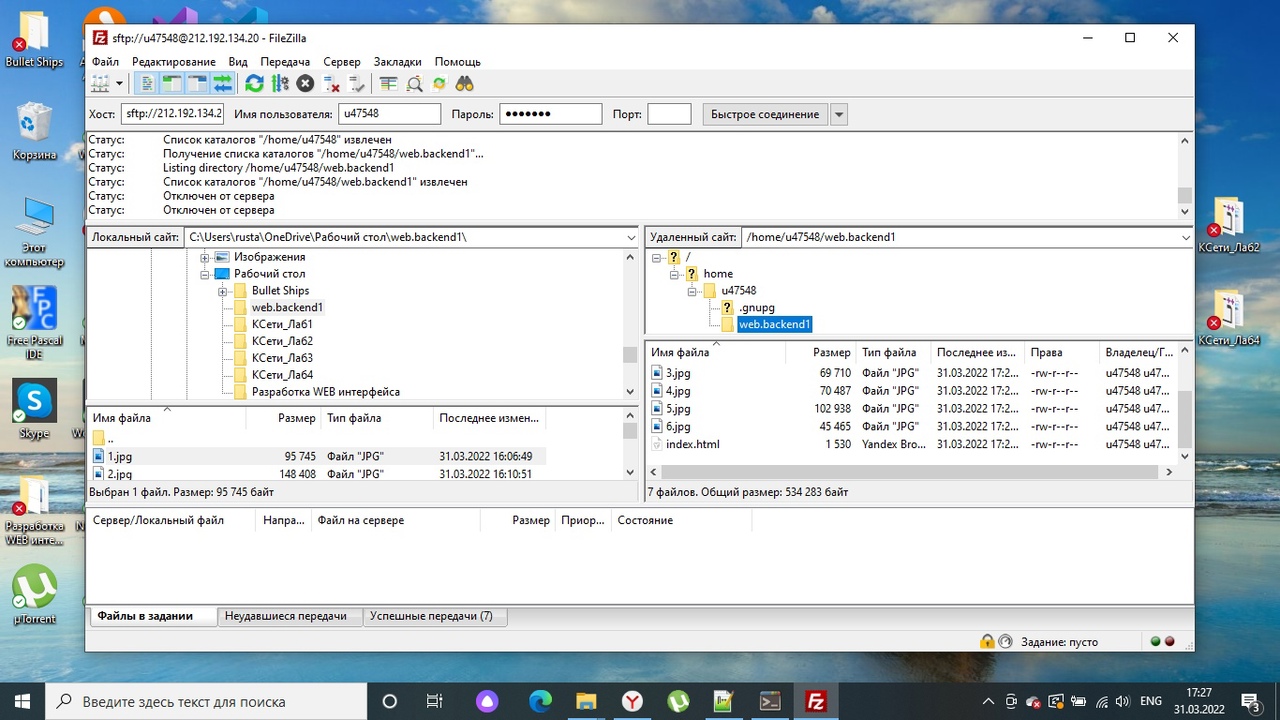 Bullet Ships
Корзина
Этот
компьютер
Free Pascal
IDE
Skype
Разработка
WEB инте...
µTorrent
КСети_Лаб2
КСети_Лаб4
sftp://u47548@212.192.134.20 - FileZilla
Файл Редактирование Вид Передача Сервер Закладки Помощь
Хост: sftp://212.192.134.2 Имя пользователя: u47548 Пароль: ●●●●●●● Порт: Быстрое соединение
Статус: Список каталогов "/home/u47548" извлечен
Статус: Получение списка каталогов "/home/u47548/web.backend1"...
Статус: Listing directory /home/u47548/web.backend1
Статус: Список каталогов "/home/u47548/web.backend1" извлечен
Статус: Отключен от сервера
Статус: Отключен от сервера
Локальный сайт: C:\Users\rusta\OneDrive\Рабочий стол\web.backend1\
Изображения
Рабочий стол
Bullet Ships
web.backend1
КСети_Лаб1
КСети_Лаб2
КСети_Лаб3
КСети_Лаб4
Разработка WEB интерфейса
Имя файла Размер Тип файла Последнее измен...
..
1.jpg 95 745 Файл "JPG" 31.03.2022 16:06:49
2.jpg 148 408 Файл "JPG" 31.03.2022 16:10:51
Выбран 1 файл. Размер: 95 745 байт
Удаленный сайт: /home/u47548/web.backend1
/
home
u47548
.gnupg
web.backend1
Имя файла Размер Тип файла Последнее из... Права Владелец/Г...
3.jpg 69 710 Файл "JPG" 31.03.2022 17:2... -rw-r--r-- u47548 u47...
4.jpg 70 487 Файл "JPG" 31.03.2022 17:2... -rw-r--r-- u47548 u47...
5.jpg 102 938 Файл "JPG" 31.03.2022 17:2... -rw-r--r-- u47548 u47...
6.jpg 45 465 Файл "JPG" 31.03.2022 17:2... -rw-r--r-- u47548 u47...
index.html 1 530 Yandex Bro... 31.03.2022 17:2... -rw-r--r-- u47548 u47...
7 файлов. Общий размер: 534 283 байт
Сервер/Локальный файл Напра... Файл на сервере Размер Приор... Состояние
Файлы в задании Неудавшиеся передачи Успешные передачи (7)
Задание: пусто
Введите здесь текст для поиска
ENG
17:27
31.03.2022
3